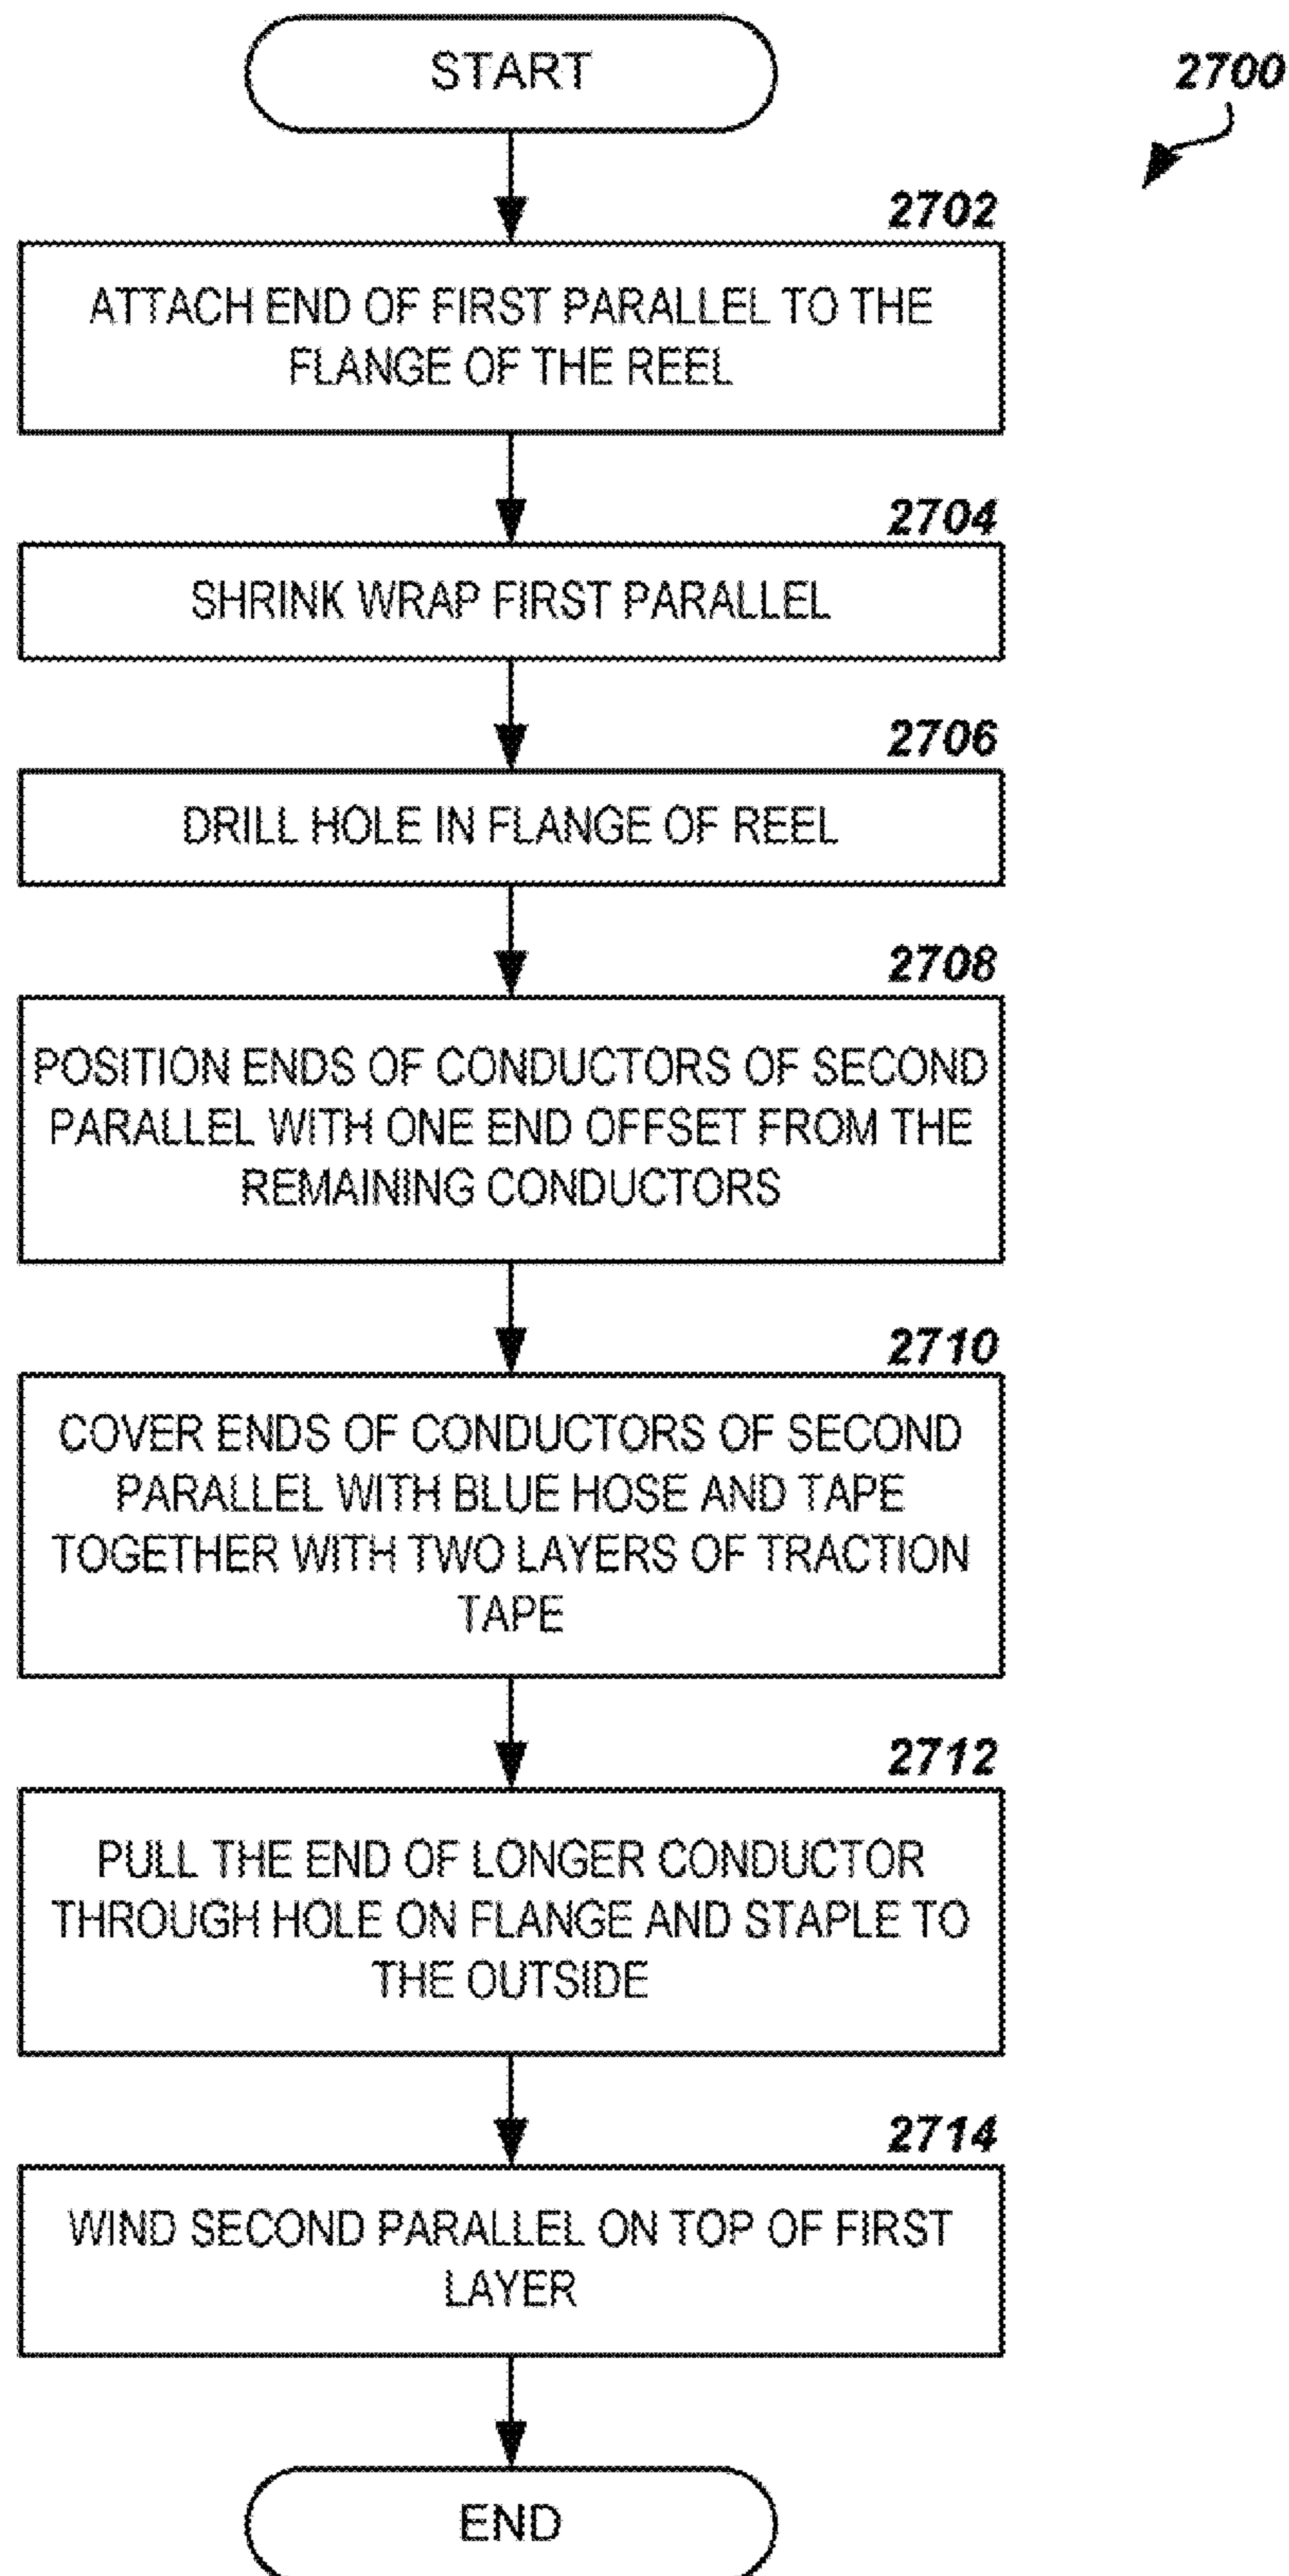 START
2700
2702
ATTACH END OF FIRST PARALLEL TO THE
FLANGE OF THE REEL
2704
SHRINK WRAP FIRST PARALLEL
2706
DRILL HOLE IN FLANGE OF REEL
2708
POSITION ENDS OF CONDUCTORS OF SECOND
PARALLEL WITH ONE END OFFSET FROM THE
REMAINING CONDUCTORS
2710
COVER ENDS OF CONDUCTORS OF SECOND
PARALLEL WITH BLUE HOSE AND TAPE
TOGETHER WITH TWO LAYERS OF TRACTION
TAPE
2712
PULL THE END OF LONGER CONDUCTOR
THROUGH HOLE ON FLANGE AND STAPLE TO
THE OUTSIDE
2714
WIND SECOND PARALLEL ON TOP OF FIRST
LAYER
END